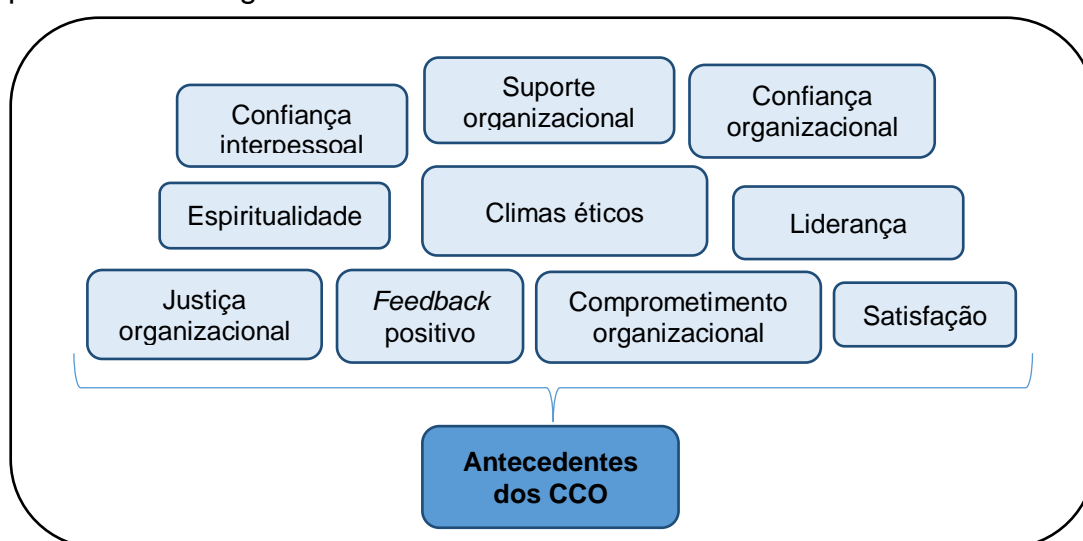 Suporte
organizacional
Confiança
interpessoal
Confiança
organizacional
Espiritualidade
Climas éticos
Liderança
Justiça
organizacional
Feedback
positivo
Comprometimento
organizacional
Satisfação
Antecedentes
dos CCO